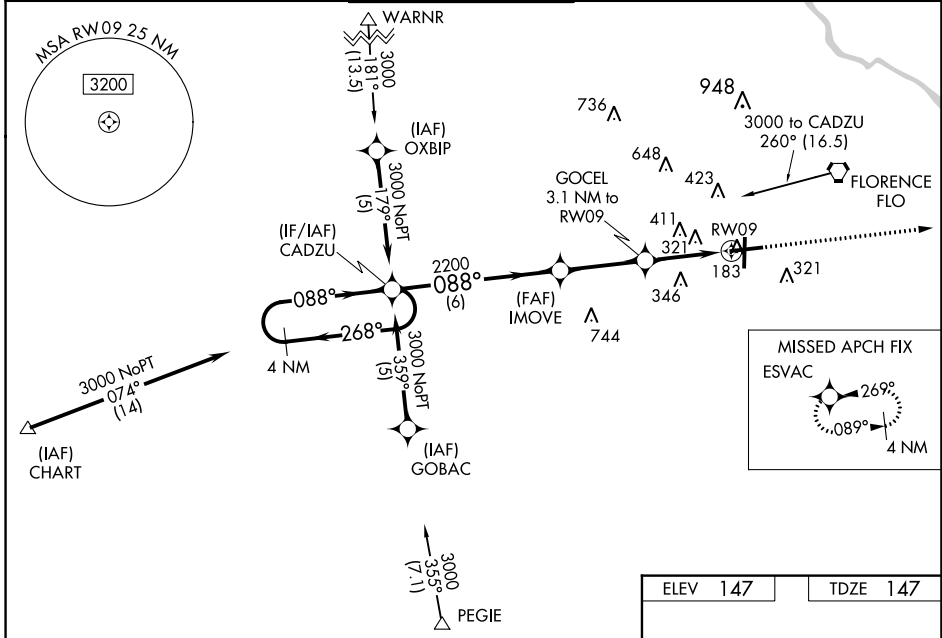 MSA RW09 25 NM
3200
WARNR
3000
181°
(13.5)
(IAF)
OXBIP
3000 NoPT
179°
(5)
(IF/IAF)
CADZU
088°
268°
4 NM
2200
088°
(6)
(FAF)
IMOVE
GOCEL
3.1 NM to
RW09
736
648
948
423
411
321
346
744
RW09
183
321
3000 to CADZU
260° (16.5)
FLORENCE
FLO
3000 NoPT
074°
(14)
(IAF)
CHART
3000 NoPT
359°
(5)
(IAF)
GOBAC
3000
355°
(7.1)
PEGIE
MISSED APCH FIX
ESVAC
269°
089°
4 NM
ELEV 147
TDZE 147